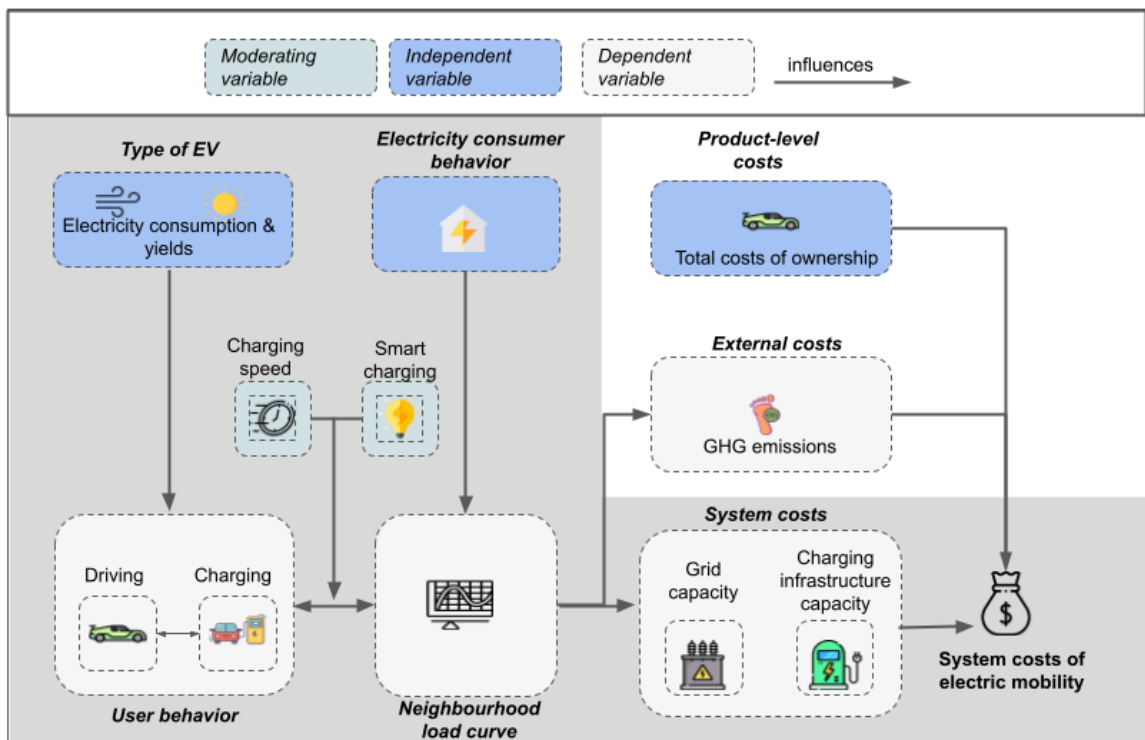 Moderating
variable
Independent
variable
Dependent
variable
influences
Type of EV
Electricity consumer
behavior
Product-level
costs
Electricity consumption &
yields
Total costs of ownership
Charging
speed
Smart
charging
External costs
GHG emissions
System costs
Driving
Charging
Grid
capacity
Charging
infrastructure
capacity
$
System costs of
electric mobility
User behavior
Neighbourhood
load curve